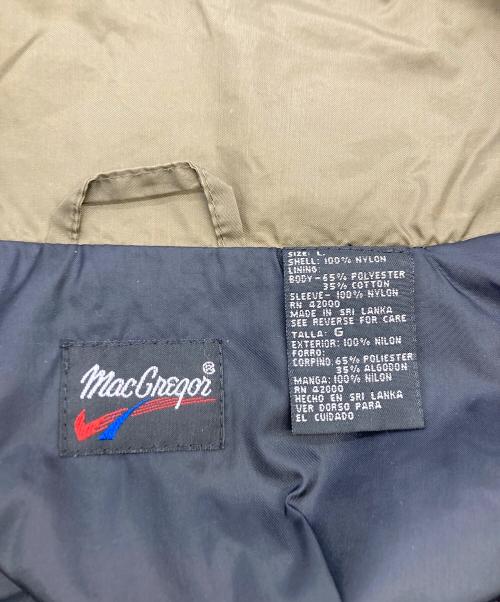 MacGregor®
SIZE: L
SHELL: 100% NYLON
LINING:
BODY-65% POLYESTER
35% COTTON
SLEEVE-100% NYLON
RN 42000
MADE IN SRI LANKA
SEE REVERSE FOR CARE
TALLA: G
EXTERIOR: 100% NILON
FORRO:
CORPINO: 65% POLIESTER
35% ALGODON
MANGA: 100% NILON
RN 42000
HECHO EN SRI LANKA
VER DORSO PARA
EL CUIDADO